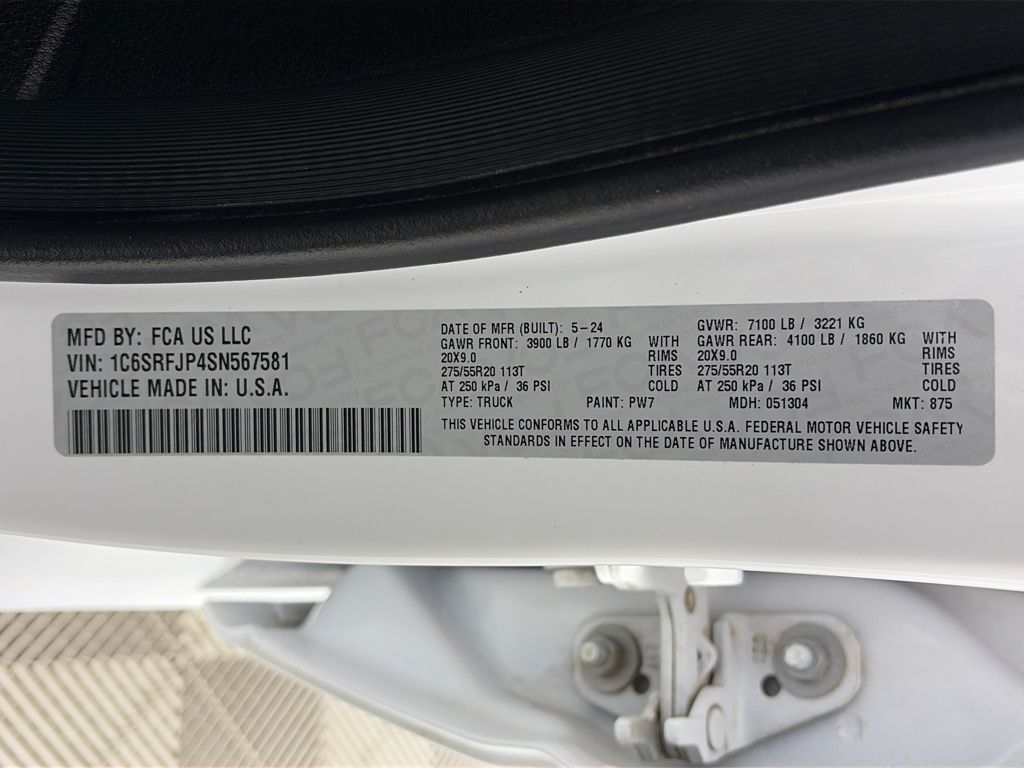 MFD BY: FCA US LLC
VIN: 1C6SRFJP4SN567581
VEHICLE MADE IN: U.S.A.
DATE OF MFR (BUILT): 5-24
GAWR FRONT: 3900 LB / 1770 KG WITH
20X9.0 RIMS
275/55R20 113T TIRES
AT 250 kPa / 36 PSI COLD
TYPE: TRUCK PAINT: PW7
GVWR: 7100 LB / 3221 KG
GAWR REAR: 4100 LB / 1860 KG WITH
20X9.0 RIMS
275/55R20 113T TIRES
AT 250 kPa / 36 PSI COLD
MDH: 051304 MKT: 875
THIS VEHICLE CONFORMS TO ALL APPLICABLE U.S.A. FEDERAL MOTOR VEHICLE SAFETY
STANDARDS IN EFFECT ON THE DATE OF MANUFACTURE SHOWN ABOVE.